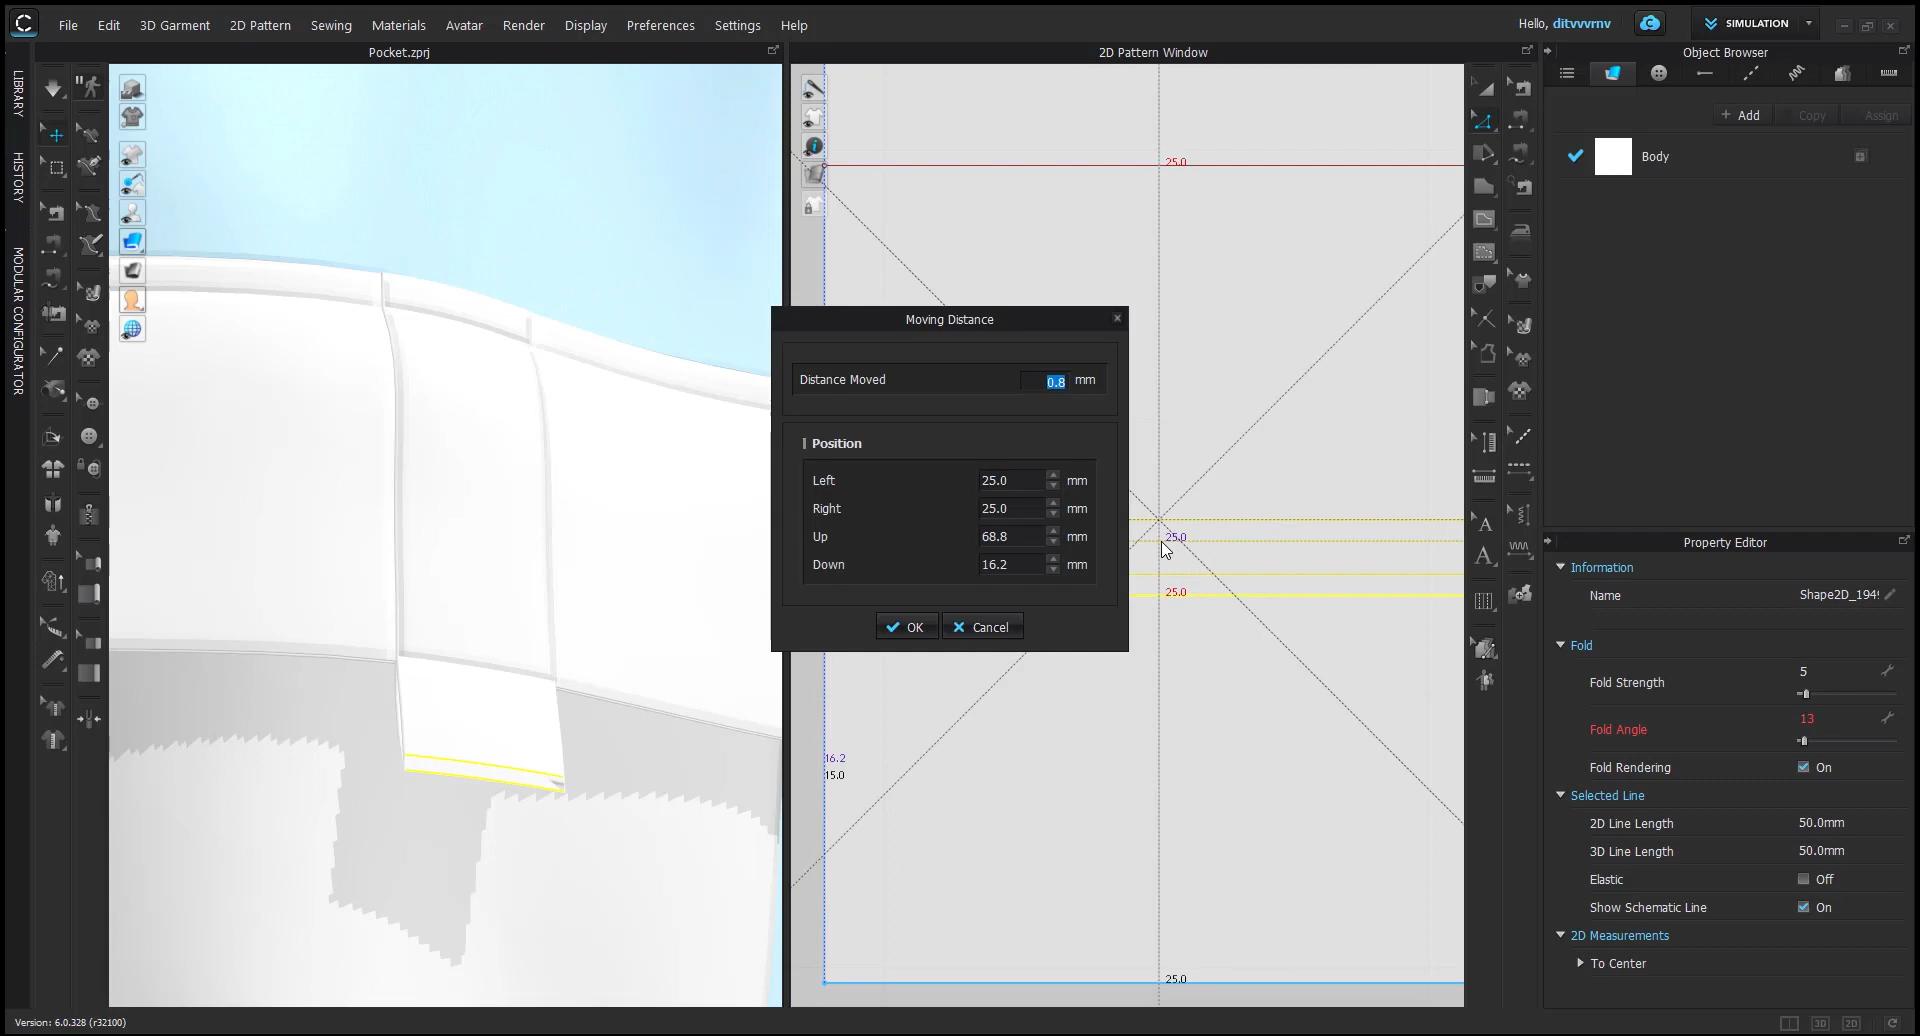 File Edit 3D Garment 2D Pattern Sewing Materials Avatar Render Display Preferences Settings Help
Hello, ditvvvrnv
SIMULATION
Pocket.zprj
2D Pattern Window
Object Browser
LIBRARY
HISTORY
MODULAR CONFIGURATOR
+ Add Copy Assign
Body
25.0
Moving Distance
Distance Moved 0.8 mm
Position
Left 25.0 mm
Right 25.0 mm
Up 68.8 mm
Down 16.2 mm
OK Cancel
25.0
25.0
16.2
15.0
25.0
Property Editor
Information
Name Shape2D_194
Fold
Fold Strength 5
Fold Angle 13
Fold Rendering On
Selected Line
2D Line Length 50.0mm
3D Line Length 50.0mm
Elastic Off
Show Schematic Line On
2D Measurements
To Center
Version: 6.0.328 (r32100)
3D 2D